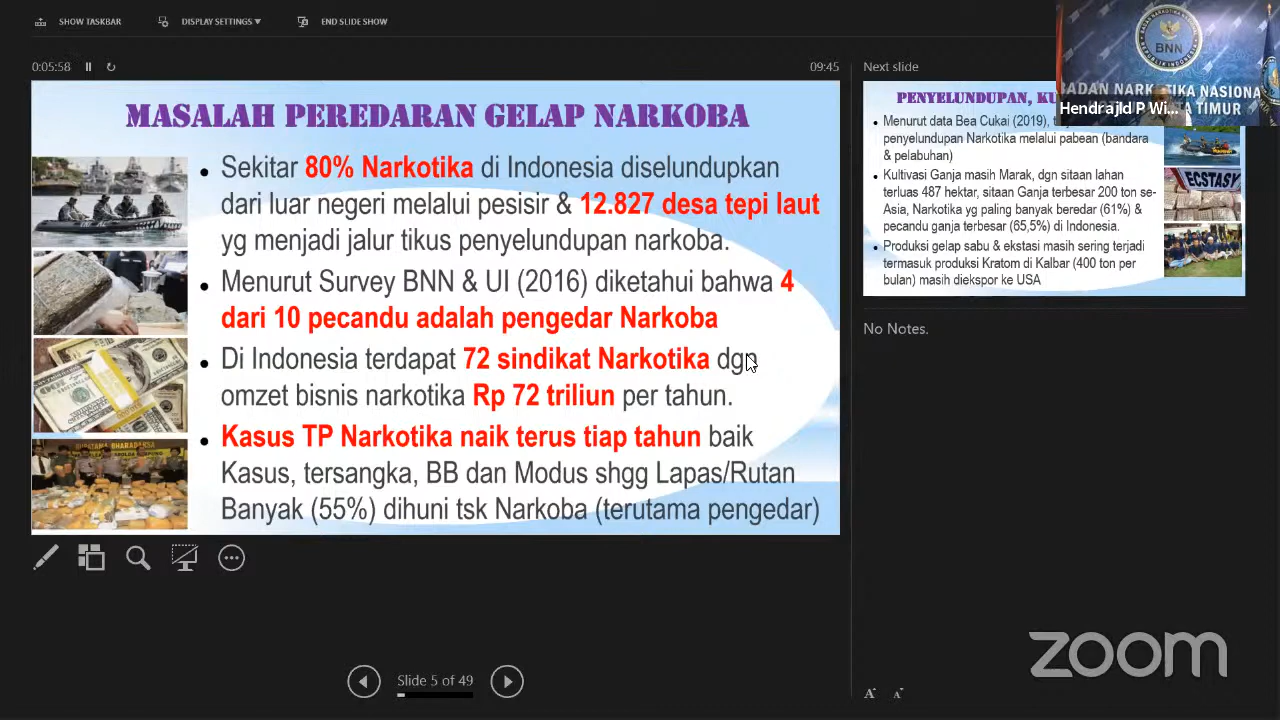 SHOW TASKBAR
DISPLAY SETTINGS
END SLIDE SHOW
0:05:58
09:45
MASALAH PEREDARAN GELAP NARKOBA
Sekitar 80% Narkotika di Indonesia diselundupkan
dari luar negeri melalui pesisir & 12.827 desa tepi laut
yg menjadi jalur tikus penyelundupan narkoba.
Menurut Survey BNN & UI (2016) diketahui bahwa 4
dari 10 pecandu adalah pengedar Narkoba
Di Indonesia terdapat 72 sindikat Narkotika dgn
omzet bisnis narkotika Rp 72 triliun per tahun.
Kasus TP Narkotika naik terus tiap tahun baik
Kasus, tersangka, BB dan Modus shgg Lapas/Rutan
Banyak (55%) dihuni tsk Narkoba (terutama pengedar)
Slide 5 of 49
Next slide
PENYELUNDUPAN,
Menurut data Bea Cukai (2019),
penyelundupan Narkotika melalui pabean (bandara
& pelabuhan)
Kultivasi Ganja masih Marak, dgn sitaan lahan
terluas 487 hektar, sitaan Ganja terbesar 200 ton se-
Asia, Narkotika yg paling banyak beredar (61%) &
pecandu ganja terbesar (65,5%) di Indonesia.
Produksi gelap sabu & ekstasi masih sering terjadi
termasuk produksi Kratom di Kalbar (400 ton per
bulan) masih diekspor ke USA
ECSTASY
No Notes.
BNN
BADAN NARKOTIKA NASIONA
TIMUR
Hendrajld P Wi...
zoom
A A